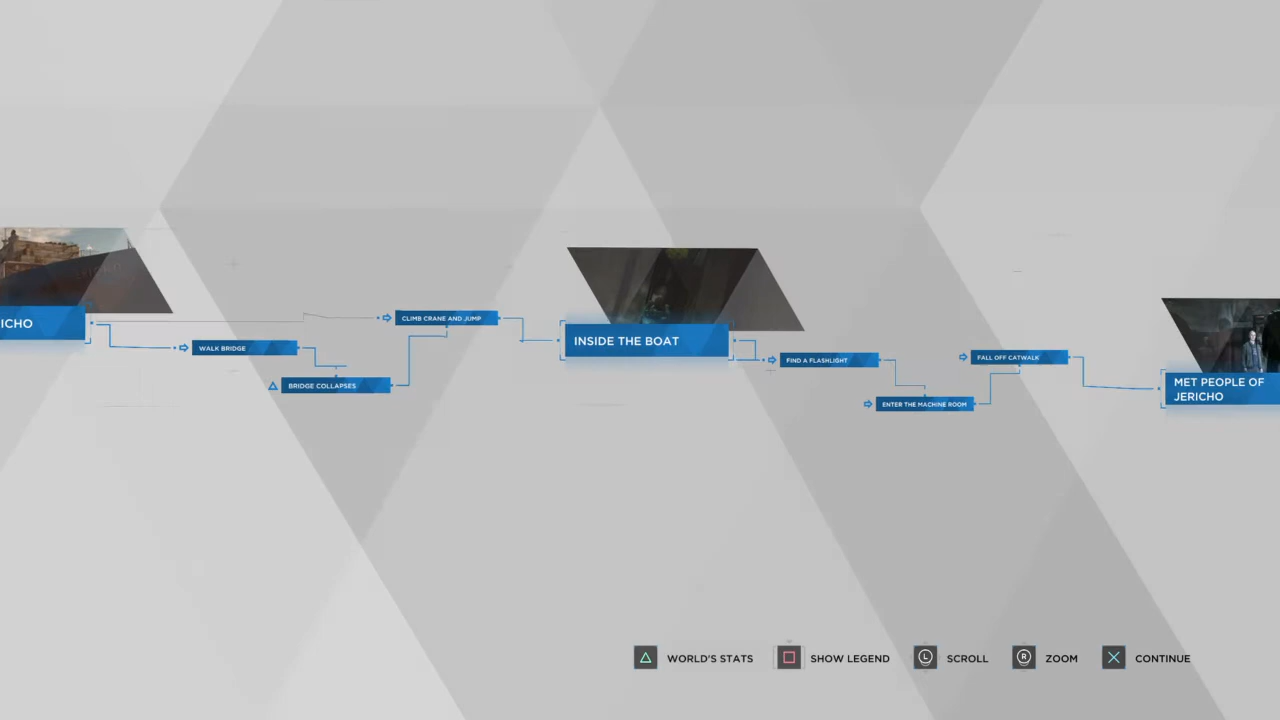 ICHO
WALK BRIDGE
BRIDGE COLLAPSES
CLIMB CRANE AND JUMP
INSIDE THE BOAT
FIND A FLASHLIGHT
ENTER THE MACHINE ROOM
FALL OFF CATWALK
MET PEOPLE OF
JERICHO
WORLD'S STATS
SHOW LEGEND
L
SCROLL
R
ZOOM
CONTINUE